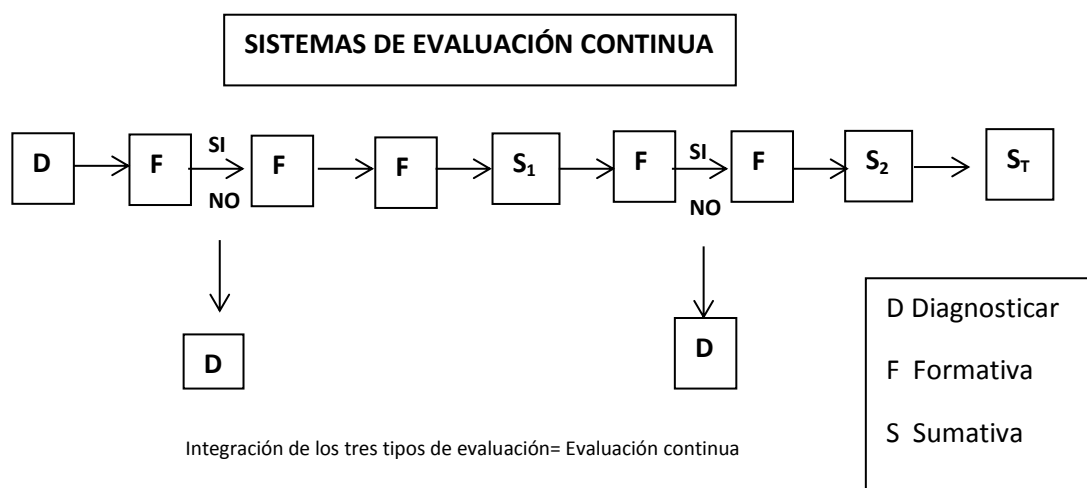 SISTEMAS DE EVALUACIÓN CONTINUA
D F SI F F S₁ F SI F S₂ S_T
NO NO
D D
D Diagnosticar
F Formativa
S Sumativa
Integración de los tres tipos de evaluación= Evaluación continua